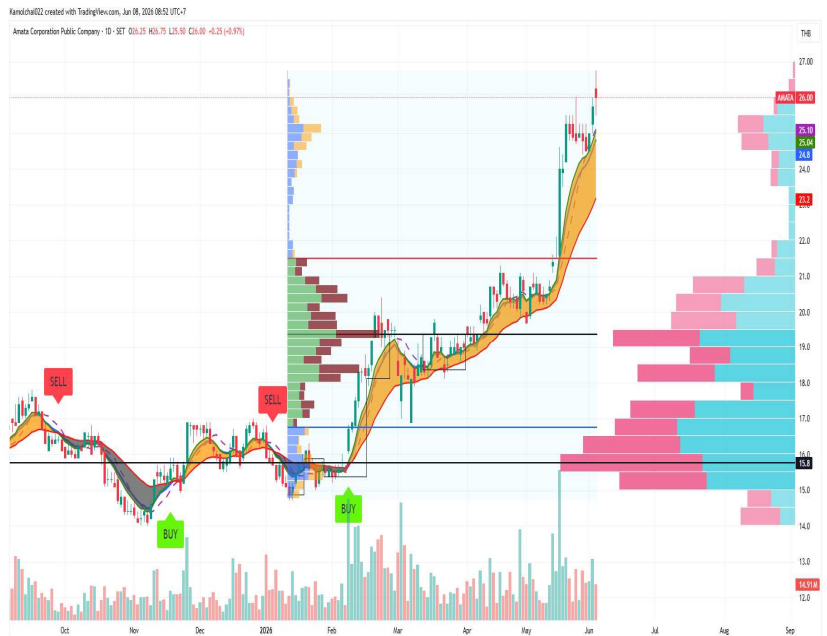 Kamolchai022 created with TradingView.com, Jun 08, 2026 08:52 UTC+7
Amata Corporation Public Company · 1D · SET O26.25 H26.75 L25.50 C26.00 +0.25 (+0.97%)
THB
27.00
AMATA 26.00
25.10
25.04
24.8
24.0
23.2
22.0
21.0
20.0
19.0
18.0
17.0
16.0
15.8
15.0
14.0
13.0
14.91M
12.0
SELL
SELL
BUY
BUY
Oct Nov Dec 2026 Feb Mar Apr May Jun Jul Aug Sep